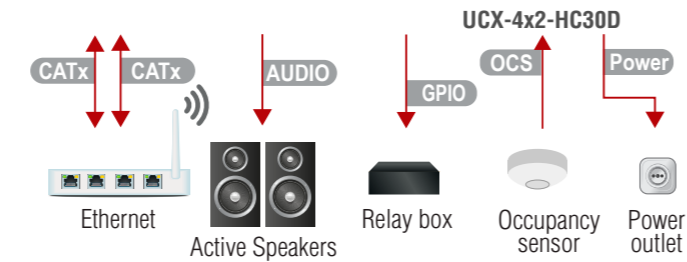 UCX-4x2-HC30D
CATx CATx AUDIO GPIO OCS Power
Ethernet
Active Speakers
Relay box
Occupancy
sensor
Power
outlet